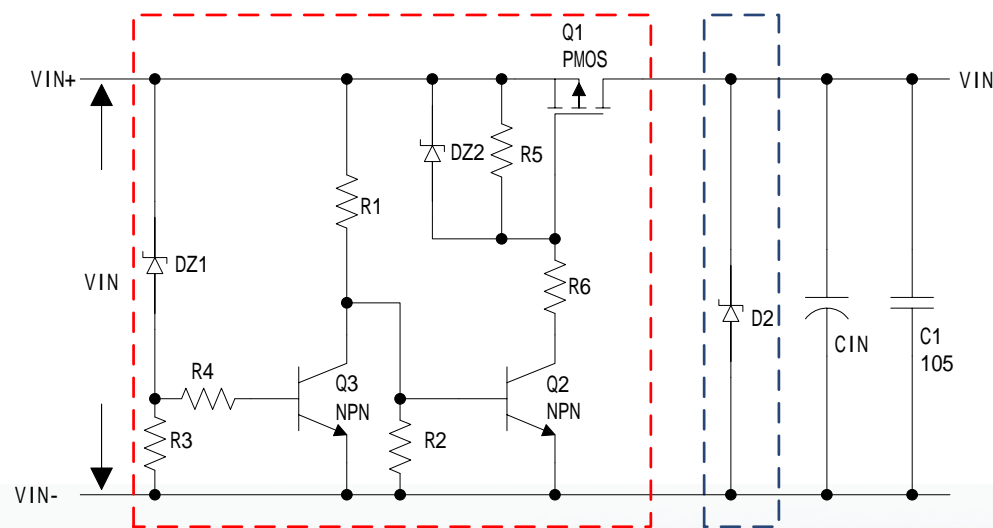 Q1
PMOS
VIN+
VIN
DZ2
R5
R1
VIN
DZ1
R6
D2
CIN
C1
105
R4
Q3
NPN
Q2
NPN
R3
R2
VIN-